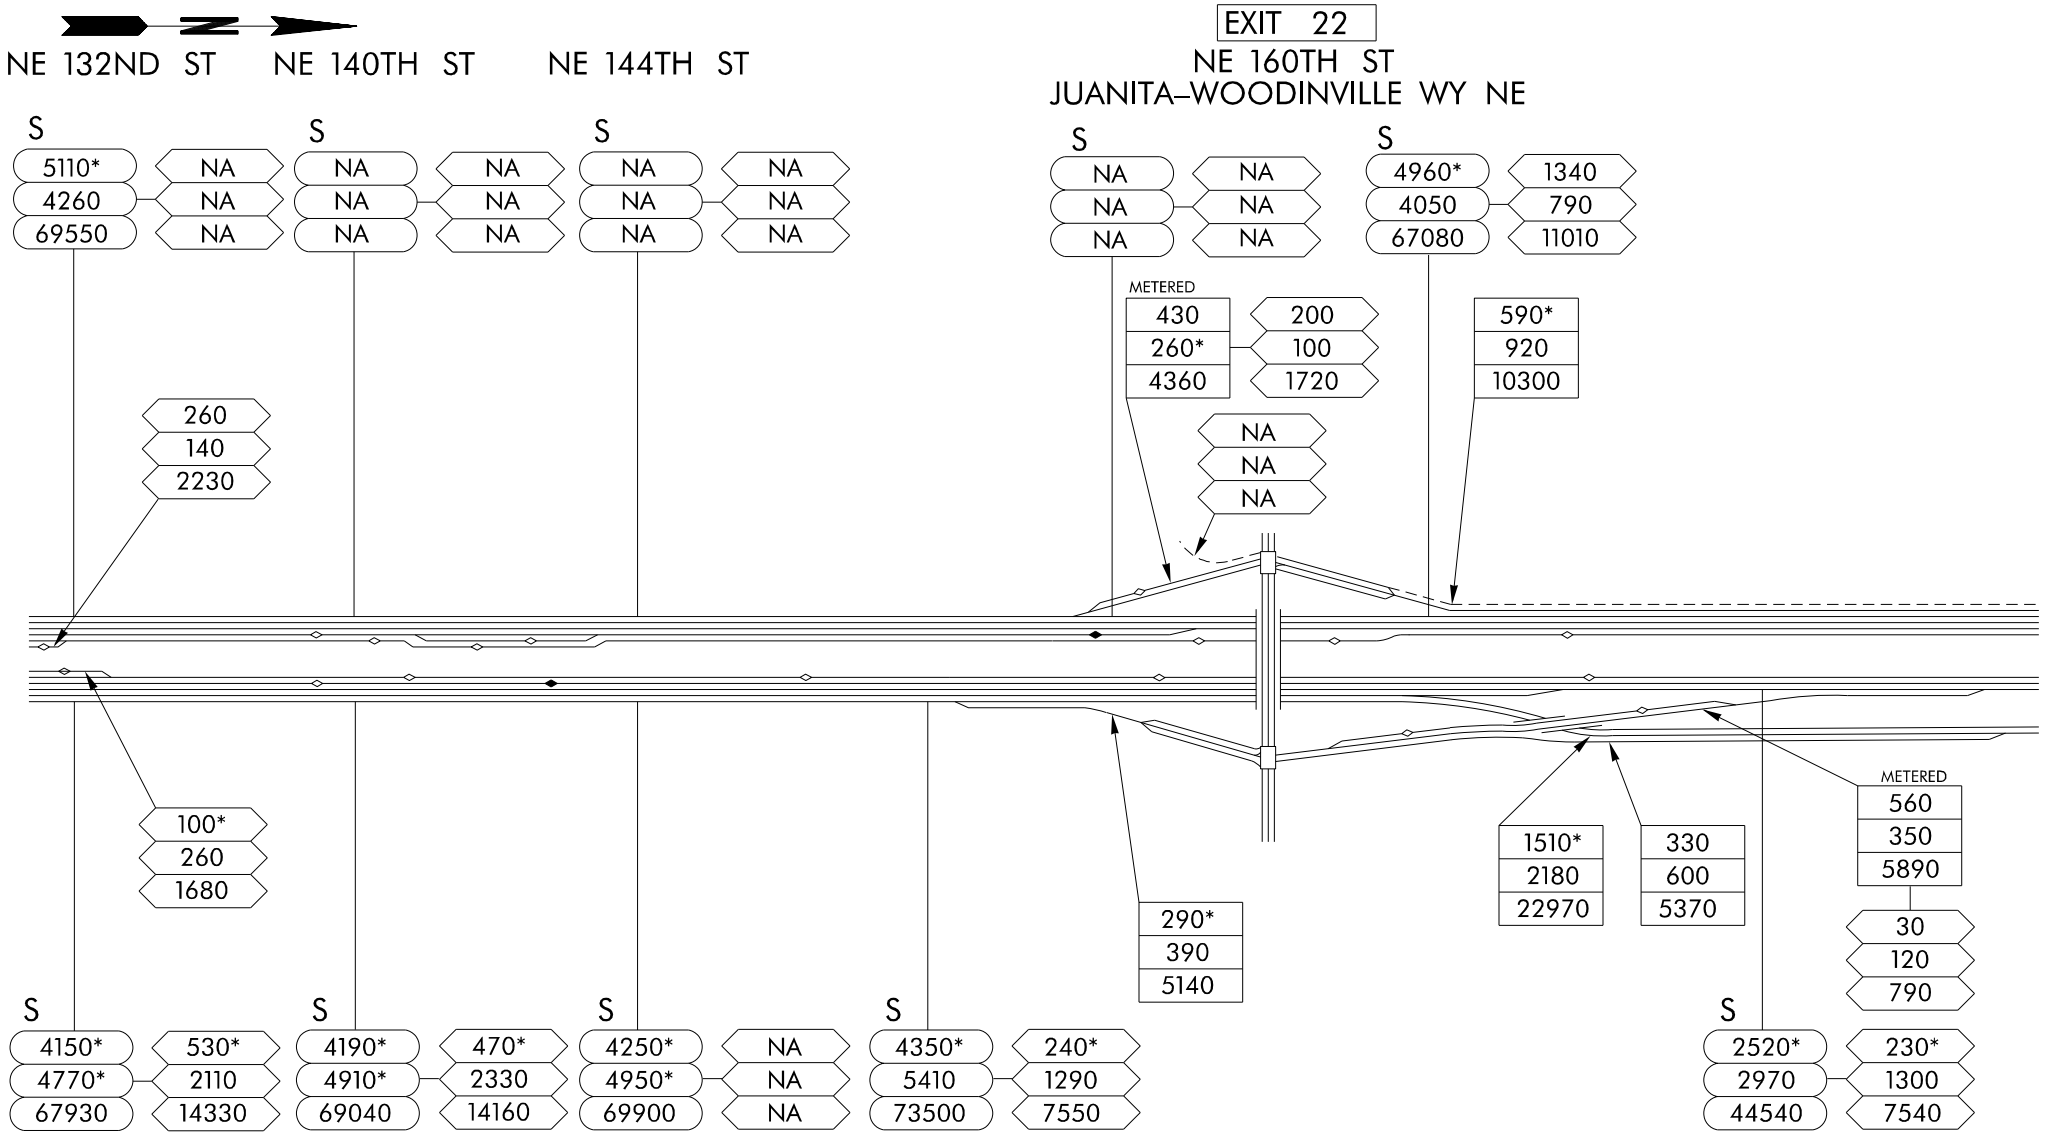 EXIT 22
NE 132ND ST NE 140TH ST NE 144TH ST NE 160TH ST
JUANITA–WOODINVILLE WY NE
S S S S S
5110* NA NA NA NA NA NA NA 4960* 1340
4260 NA NA NA NA NA NA NA 4050 790
69550 NA NA NA NA NA NA NA 67080 11010
METERED
430 200 590*
260* 100 920
4360 1720 10300
260 NA
140 NA
2230 NA
METERED
100* 1510* 330 560
260 2180 600 350
1680 22970 5370 5890
290* 30
390 120
5140 790
S S S S S
4150* 530* 4190* 470* 4250* NA 4350* 240* 2520* 230*
4770* 2110 4910* 2330 4950* NA 5410 1290 2970 1300
67930 14330 69040 14160 69900 NA 73500 7550 44540 7540